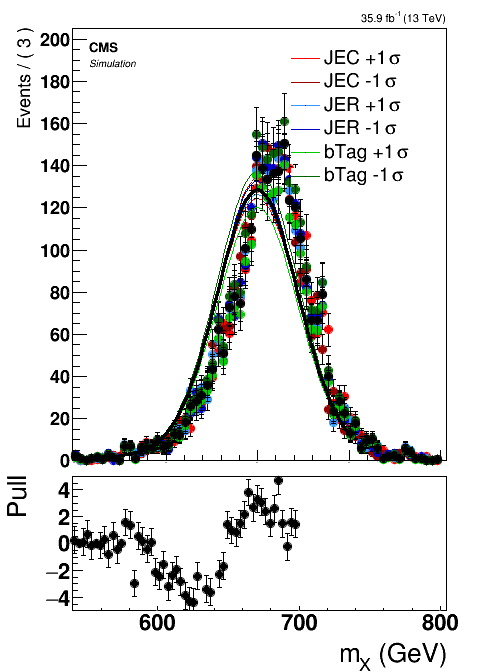 35.9 fb⁻¹ (13 TeV)
Events / ( 3 )
200
180
160
140
120
100
80
60
40
20
0
CMS
Simulation
JEC +1σ
JEC -1σ
JER +1σ
JER -1σ
bTag +1σ
bTag -1σ
Pull
4
2
0
−2
−4
600
700
800
m_X (GeV)